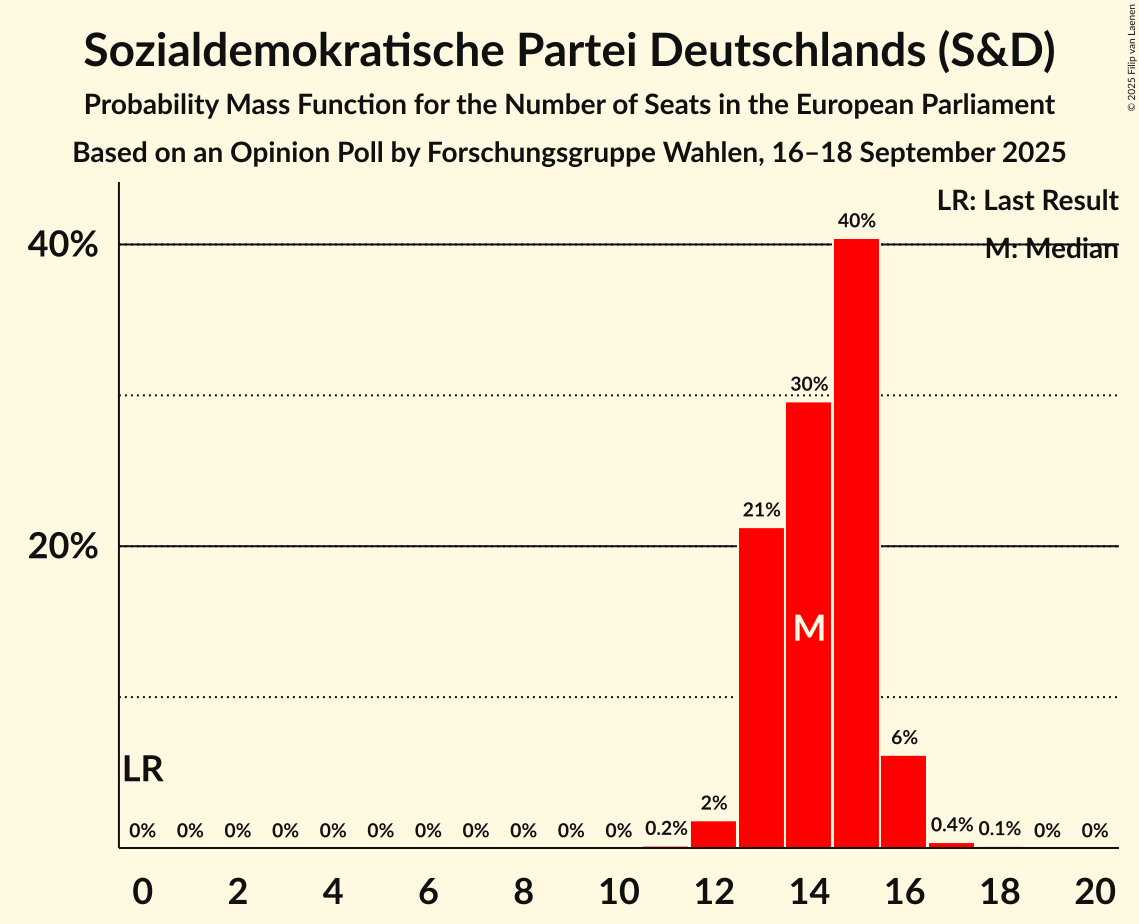 Sozialdemokratische Partei Deutschlands (S&D)
Probability Mass Function for the Number of Seats in the European Parliament
Based on an Opinion Poll by Forschungsgruppe Wahlen, 16–18 September 2025
© 2025 Filip van Laenen
LR: Last Result
M: Median
40%
20%
40%
30%
21%
M
6%
LR
2%
0% 0% 0% 0% 0% 0% 0% 0% 0% 0% 0% 0.2% 0.4% 0.1% 0% 0%
0 2 4 6 8 10 12 14 16 18 20